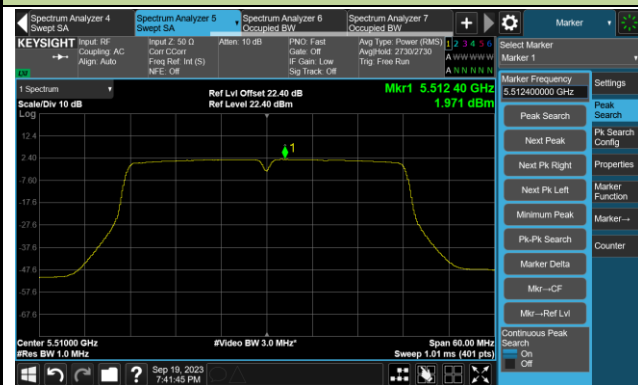 Spectrum Analyzer 4
Swept SA
Spectrum Analyzer 5
Swept SA
Spectrum Analyzer 6
Occupied BW
Spectrum Analyzer 7
Occupied BW
+
Marker
KEYSIGHT
Input: RF
Coupling: AC
Align: Auto
Input Z: 50 Ω
Corr CCorr
Freq Ref: Int (S)
NFE: Off
Atten: 10 dB
PNO: Fast
Gate: Off
IF Gain: Low
Sig Track: Off
Avg Type: Power (RMS)
Avg|Hold: 2730/2730
Trig: Free Run
1 2 3 4 5 6
A W W W W W
A N N N N N
LXI
Select Marker
Marker 1
1 Spectrum
Scale/Div 10 dB
Log
Ref Lvl Offset 22.40 dB
Ref Level 22.40 dBm
Mkr1 5.512 40 GHz
1.971 dBm
Marker Frequency
5.512400000 GHz
Settings
Peak Search
Next Peak
Next Pk Right
Next Pk Left
Minimum Peak
Pk-Pk Search
Marker Delta
Mkr→CF
Mkr→Ref Lvl
Continuous Peak
Search
On
Off
Peak
Search
Pk Search
Config
Properties
Marker
Function
Marker→
Counter
12.4
2.40
-7.60
-17.6
-27.6
-37.6
-47.6
-57.6
-67.6
1
Center 5.51000 GHz
#Res BW 1.0 MHz
#Video BW 3.0 MHz*
Span 60.00 MHz
Sweep 1.01 ms (401 pts)
?
Sep 19, 2023
7:41:45 PM